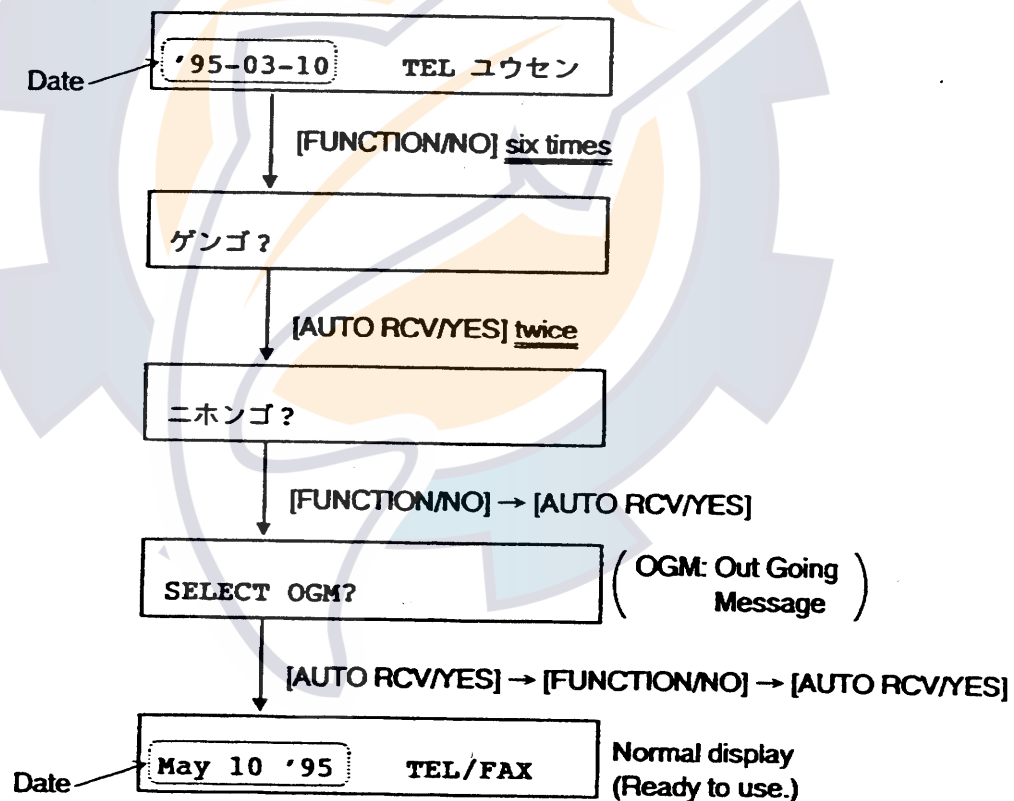 Date
'95-03-10 TEL ユウセン
[FUNCTION/NO] six times
ゲンゴ?
[AUTO RCV/YES] twice
ニホンゴ?
[FUNCTION/NO] → [AUTO RCV/YES]
SELECT OGM?
(OGM: Out Going
Message)
[AUTO RCV/YES] → [FUNCTION/NO] → [AUTO RCV/YES]
Date
May 10 '95 TEL/FAX
Normal display
(Ready to use.)